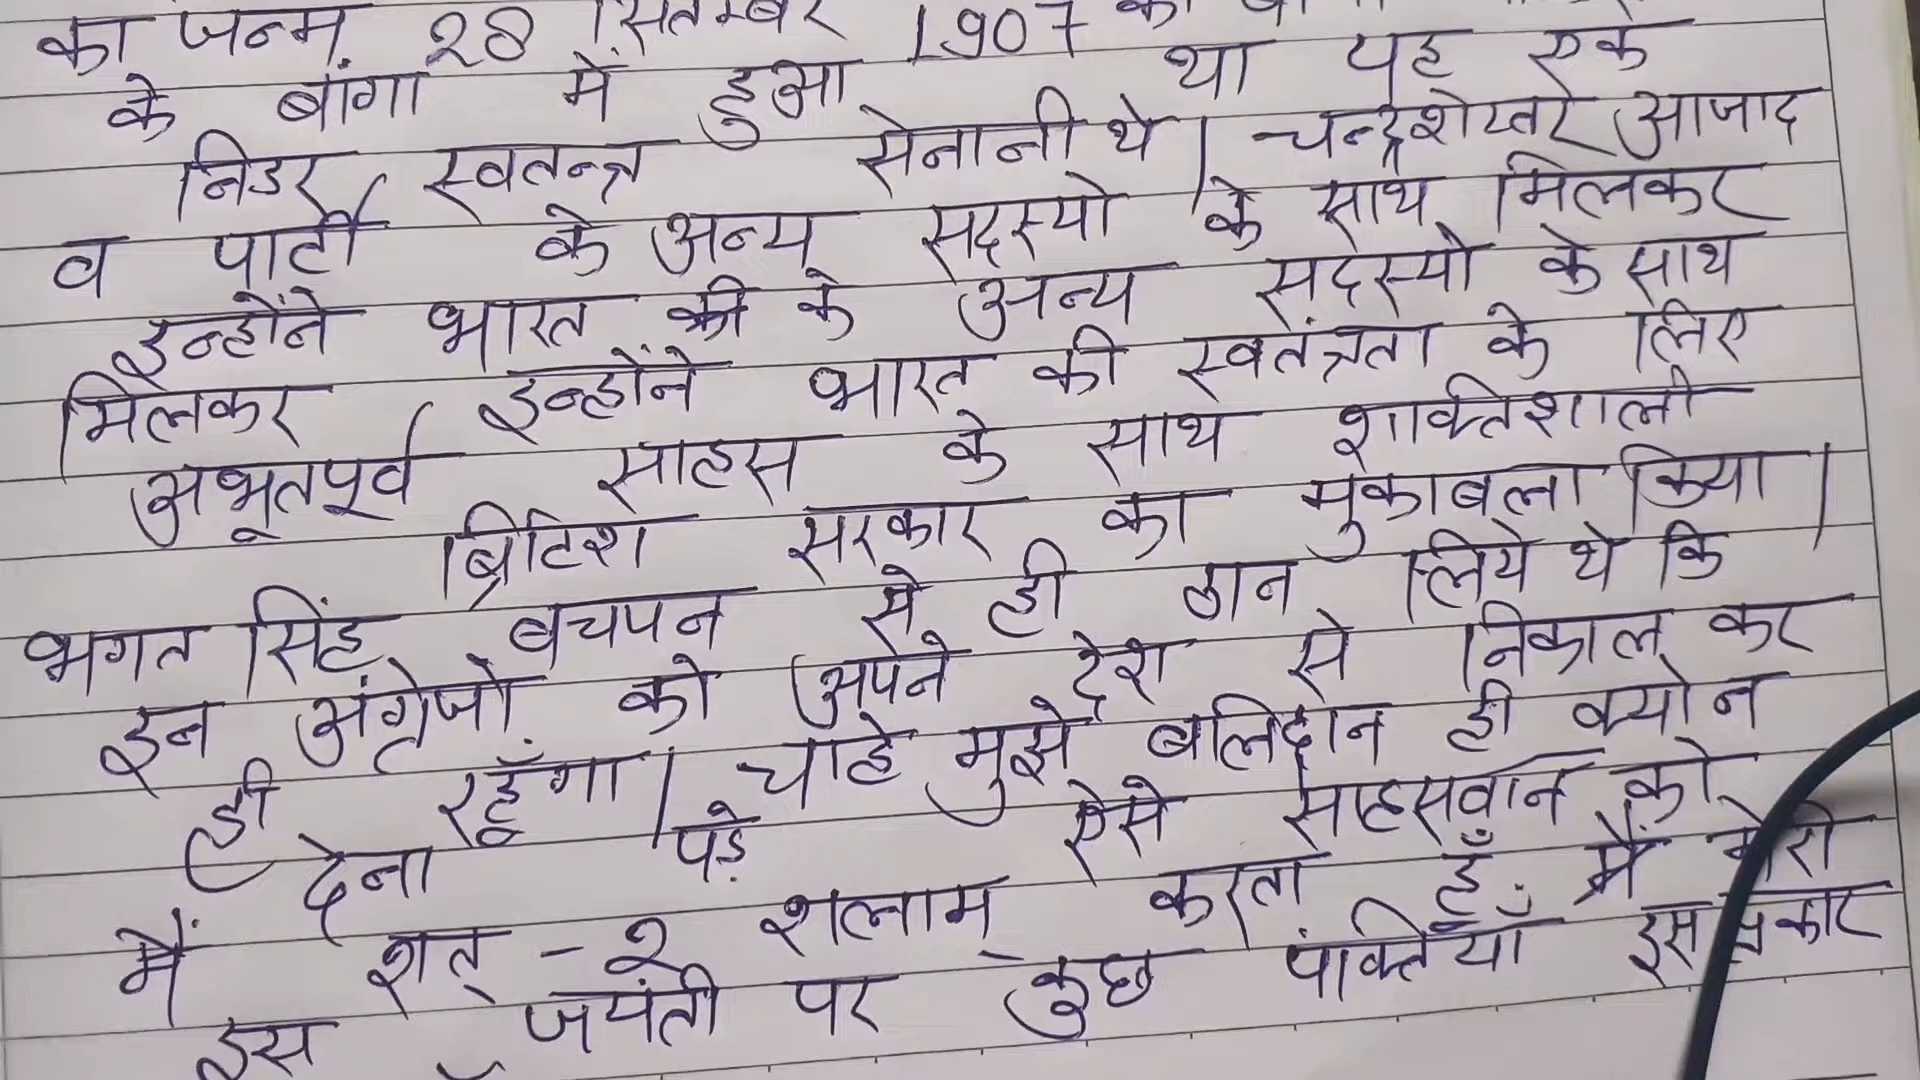 का जन्म 28 सितम्बर 1907 को
के बांगा में हुआ था यह एक
निडर स्वतन्त्र सेनानी थे। चन्द्रशेखर आजाद
व पार्टी के अन्य सदस्यो के साथ मिलकर
इन्होंने भारत की के अन्य सदस्यो के साथ
मिलकर इन्होंने भारत की स्वतंत्रता के लिए
अभूतपूर्व साहस के साथ शक्तिशाली
ब्रिटिश सरकार का मुकाबला किया।
भगत सिंह बचपन से ही ठान लिये थे कि
इन अंग्रेजो को अपने देश से निकाल कर
ही रहूँगा। चाहे मुझे बलिदान ही क्यो न
देना पड़े ऐसे साहसवान को
मैं शत् - २ शलाम् करता हूँ. मैं मेरी
इस जयंती पर कुछ पंक्तियाँ इस प्रकार